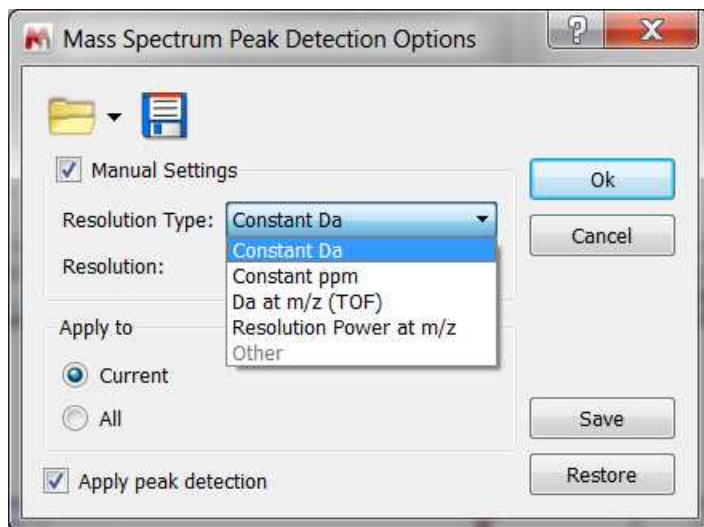 Mass Spectrum Peak Detection Options
Manual Settings
Ok
Resolution Type: Constant Da
Cancel
Constant Da
Resolution:
Constant ppm
Da at m/z (TOF)
Resolution Power at m/z
Other
Apply to
Current
All
Save
Apply peak detection
Restore